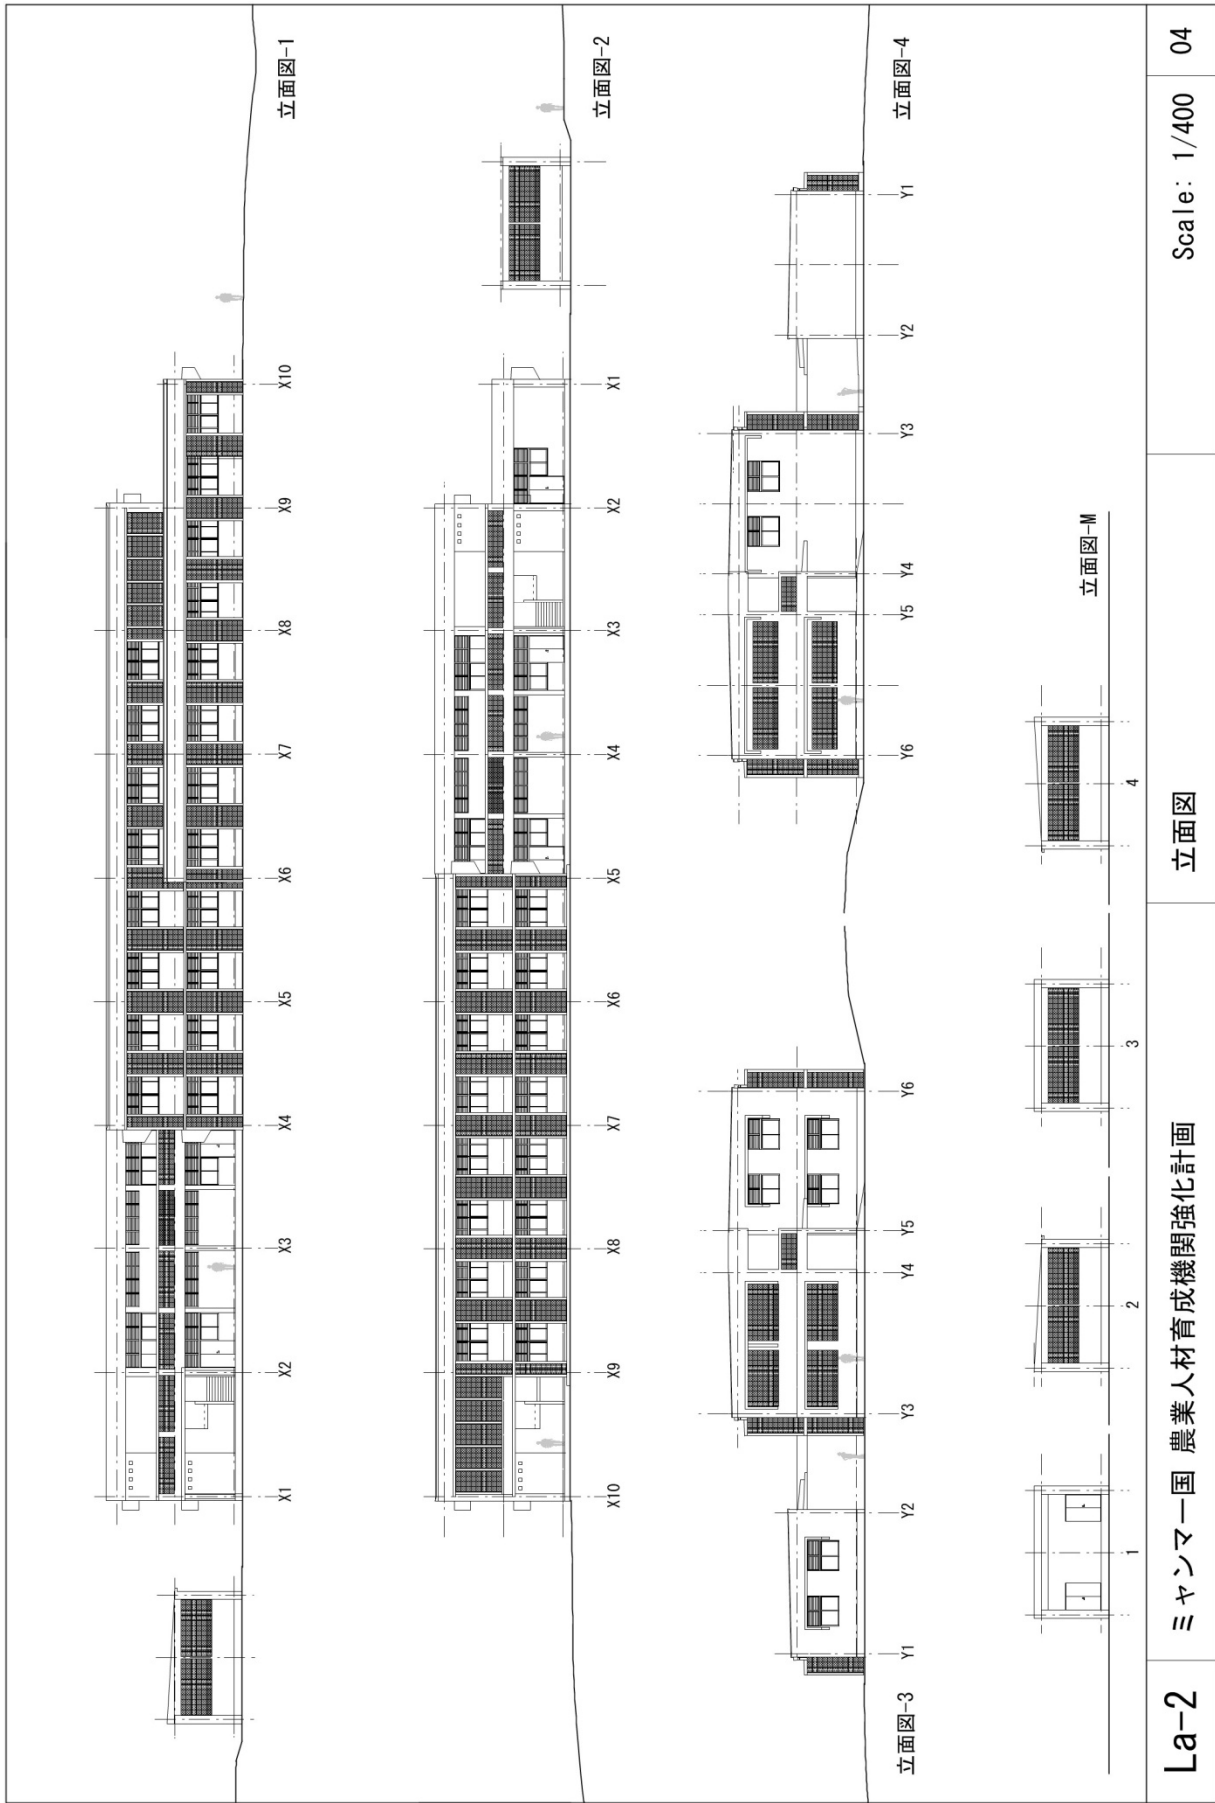 X1 X2 X3 X4 X5 X6 X7 X8 X9 X10
立面図-1
X10 X9 X8 X7 X6 X5 X4 X3 X2 X1
立面図-2
立面図-3
Y1 Y2 Y3 Y4 Y5 Y6
Y6 Y5 Y4 Y3 Y2 Y1
立面図-4
1 2 3 4
立面図-M
La-2
ミャンマー国 農業人材育成機関強化計画
立面図
Scale: 1/400
04